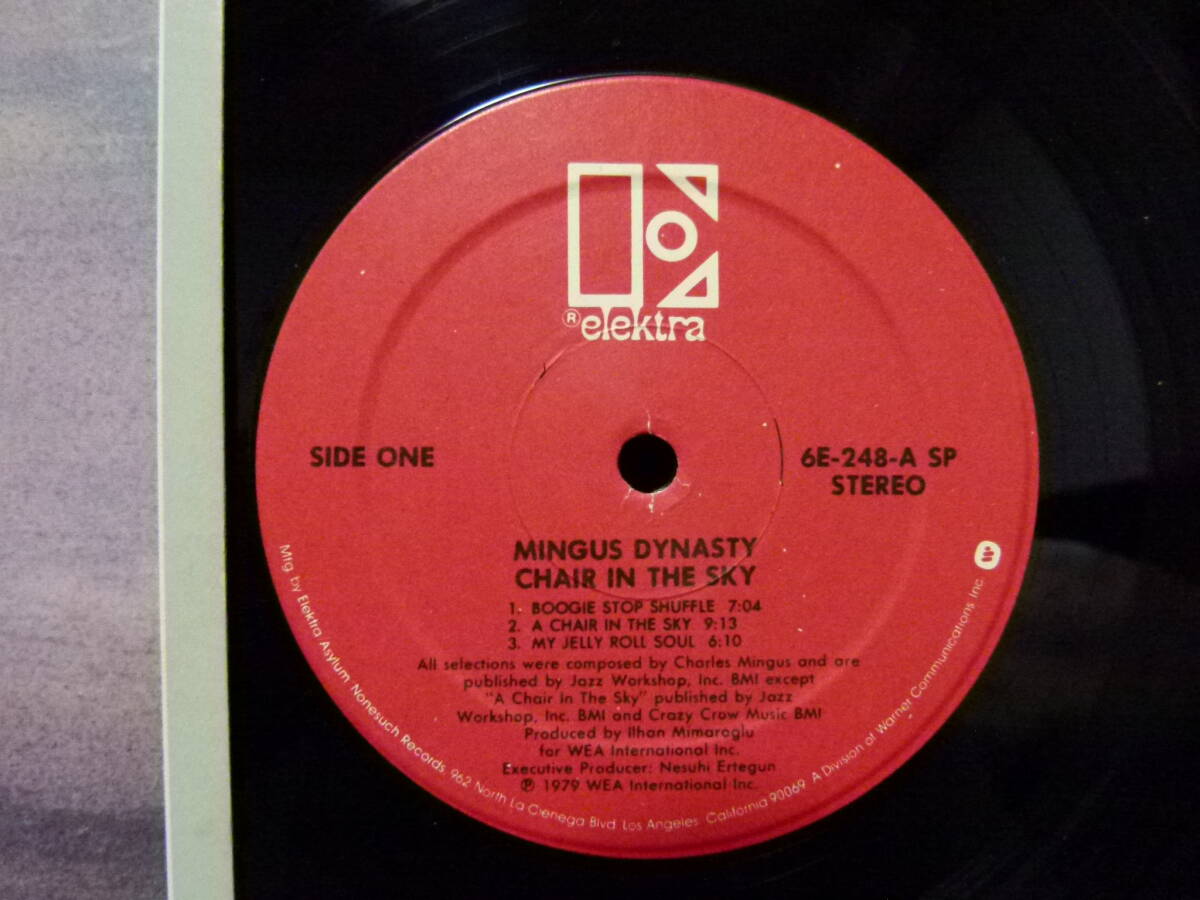 ® elektra
SIDE ONE
6E-248-A SP
STEREO
MINGUS DYNASTY
CHAIR IN THE SKY
1. BOOGIE STOP SHUFFLE 7:04
2. A CHAIR IN THE SKY 9:13
3. MY JELLY ROLL SOUL 6:10
All selections were composed by Charles Mingus and are
published by Jazz Workshop, Inc. BMI except
"A Chair In The Sky" published by Jazz
Workshop, Inc. BMI and Crazy Crow Music BMI
Produced by Ilhan Mimaroglu
for WEA International Inc.
Executive Producer: Nesuhi Ertegun
℗ 1979 WEA International Inc.
Mfg. by Elektra Asylum Nonesuch Records, 962 North La Cienega Blvd. Los Angeles, California 90069. A Division of Warner Communications Inc.